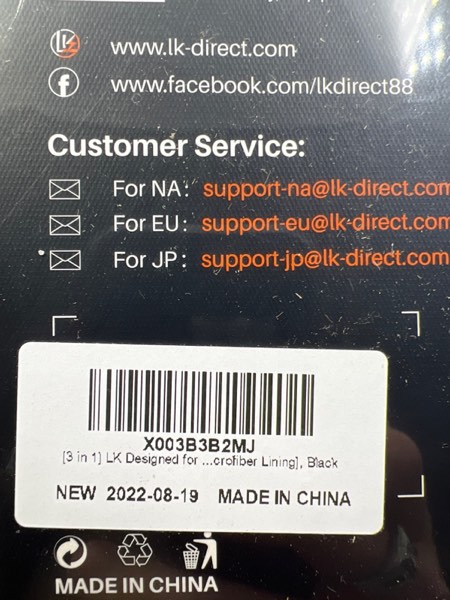 LK
www.lk-direct.com
f
www.facebook.com/lkdirect88
Customer Service:
For NA: support-na@lk-direct.com
For EU: support-eu@lk-direct.com
For JP: support-jp@lk-direct.com
X003B3B2MJ
[3 in 1] LK Designed for ...crofiber Lining], Black
NEW 2022-08-19 MADE IN CHINA
MADE IN CHINA